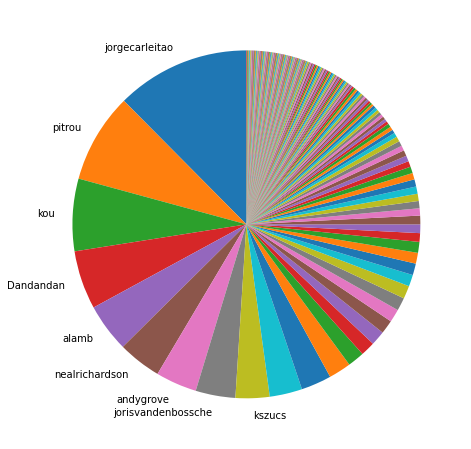 jorgecarleitao
pitrou
kou
Dandandan
alamb
nealrichardson
andygrove
jorisvandenbossche
kszucs